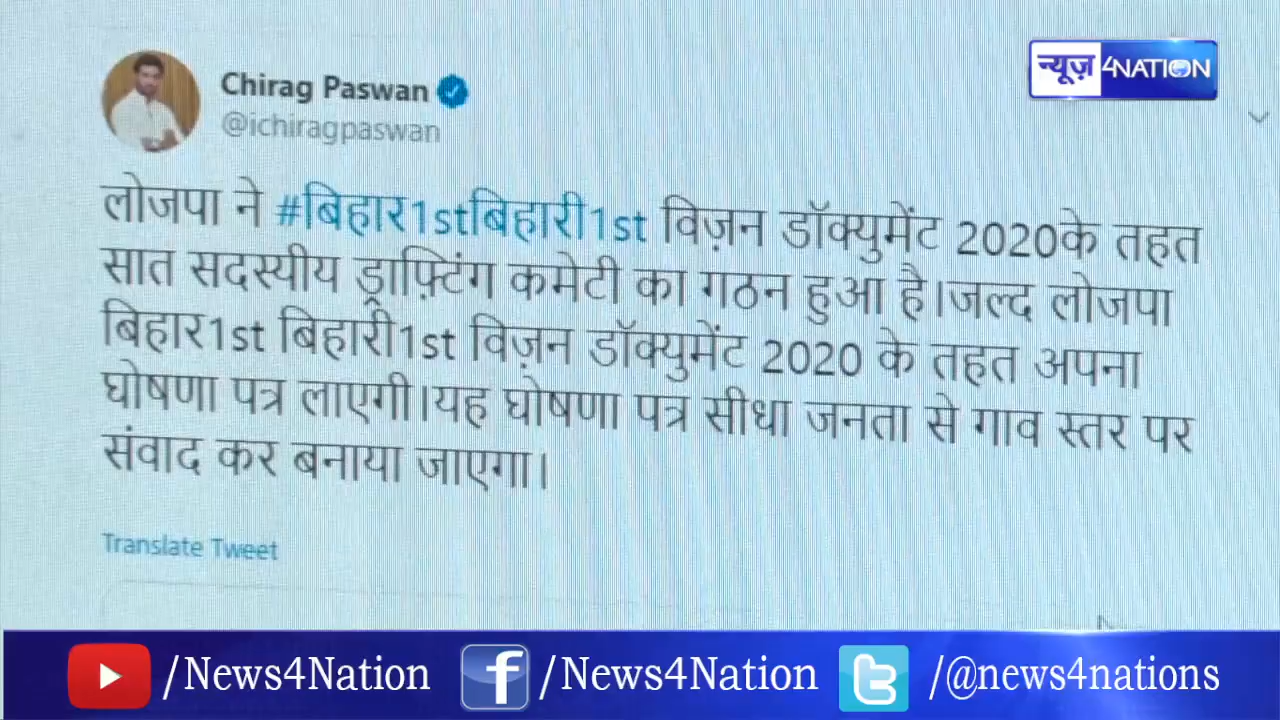 Chirag Paswan
@ichiragpaswan
न्यूज़ 4NATION
लोजपा ने #बिहार1stबिहारी1st विज़न डॉक्युमेंट 2020के तहत
सात सदस्यीय ड्राफ़्टिंग कमेटी का गठन हुआ है।जल्द लोजपा
बिहार1st बिहारी1st विज़न डॉक्युमेंट 2020 के तहत अपना
घोषणा पत्र लाएगी।यह घोषणा पत्र सीधा जनता से गाव स्तर पर
संवाद कर बनाया जाएगा।
Translate Tweet
/News4Nation /News4Nation /@news4nations